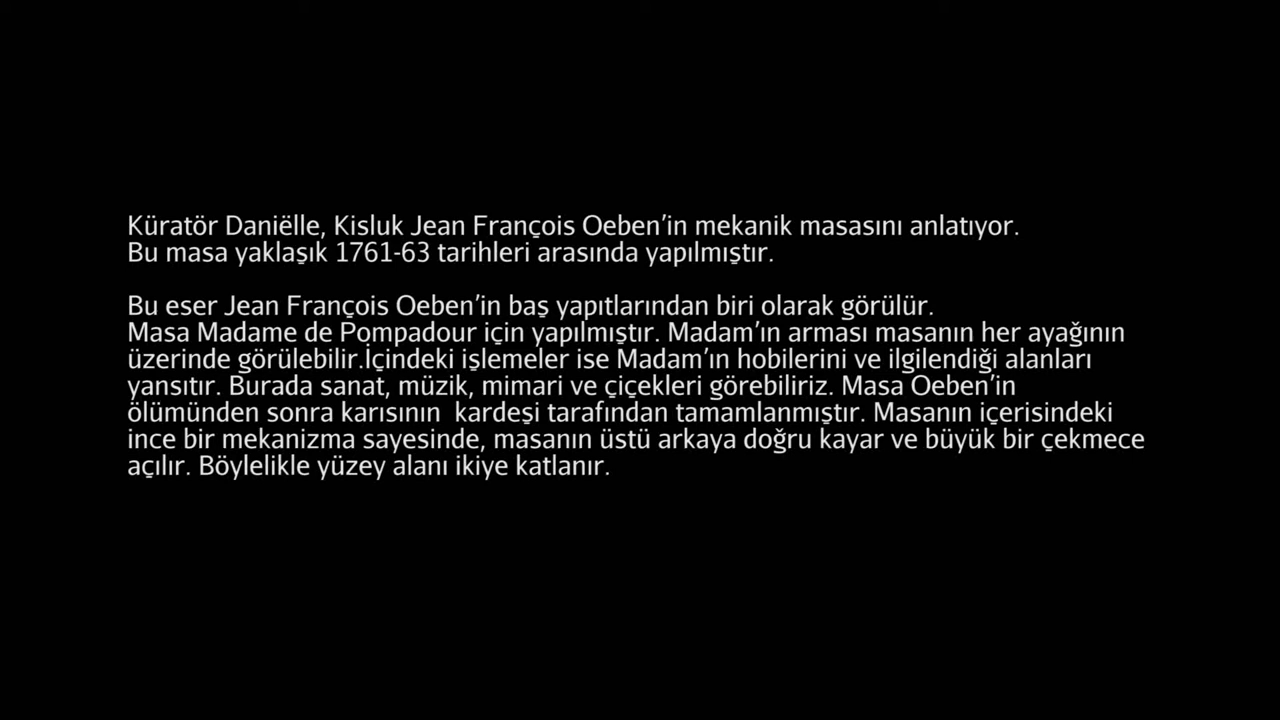 Küratör Daniëlle, Kisluk Jean François Oeben'in mekanik masasını anlatıyor.
Bu masa yaklaşık 1761-63 tarihleri arasında yapılmıştır.
Bu eser Jean François Oeben'in baş yapıtlarından biri olarak görülür.
Masa Madame de Pompadour için yapılmıştır. Madam'ın arması masanın her ayağının
üzerinde görülebilir.İçindeki işlemeler ise Madam'ın hobilerini ve ilgilendiği alanları
yansıtır. Burada sanat, müzik, mimari ve çiçekleri görebiliriz. Masa Oeben'in
ölümünden sonra karısının  kardeşi tarafından tamamlanmıştır. Masanın içerisindeki
ince bir mekanizma sayesinde, masanın üstü arkaya doğru kayar ve büyük bir çekmece
açılır. Böylelikle yüzey alanı ikiye katlanır.